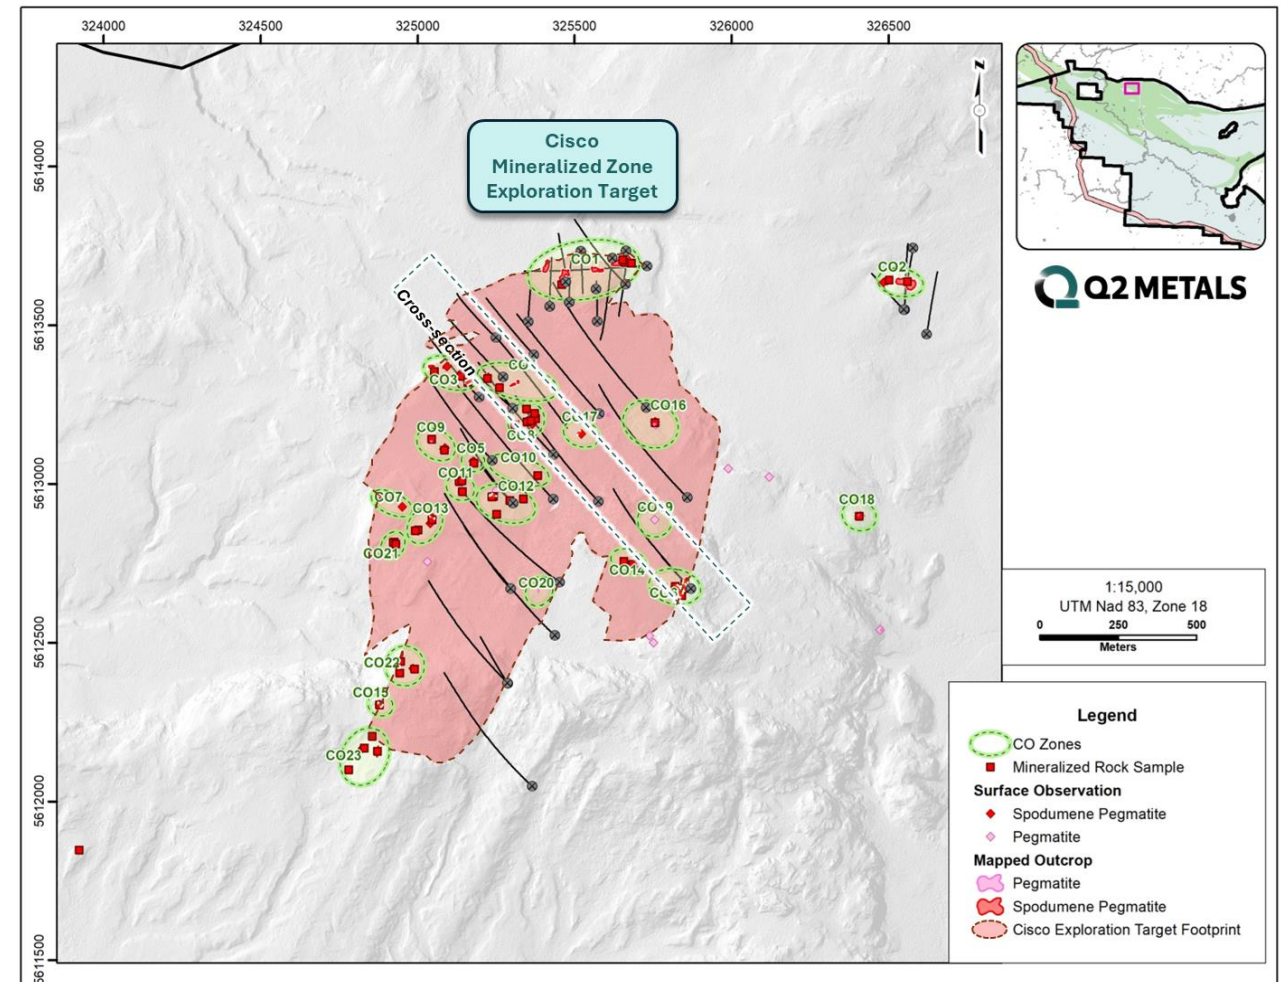 324000
324500
325000
325500
326000
326500
5614000
5613500
5613000
5612500
5612000
5611500
Cisco
Mineralized Zone
Exploration Target
Cross-section
N
CO1
CO2
CO3
CO8
CO16
CO17
CO9
CO5
CO10
CO11
CO12
CO7
CO13
CO21
CO18
CO14
CO20
CO22
CO15
CO23
Q2 METALS
1:15,000
UTM Nad 83, Zone 18
0 250 500
Meters
Legend
CO Zones
Mineralized Rock Sample
Surface Observation
Spodumene Pegmatite
Pegmatite
Mapped Outcrop
Pegmatite
Spodumene Pegmatite
Cisco Exploration Target Footprint